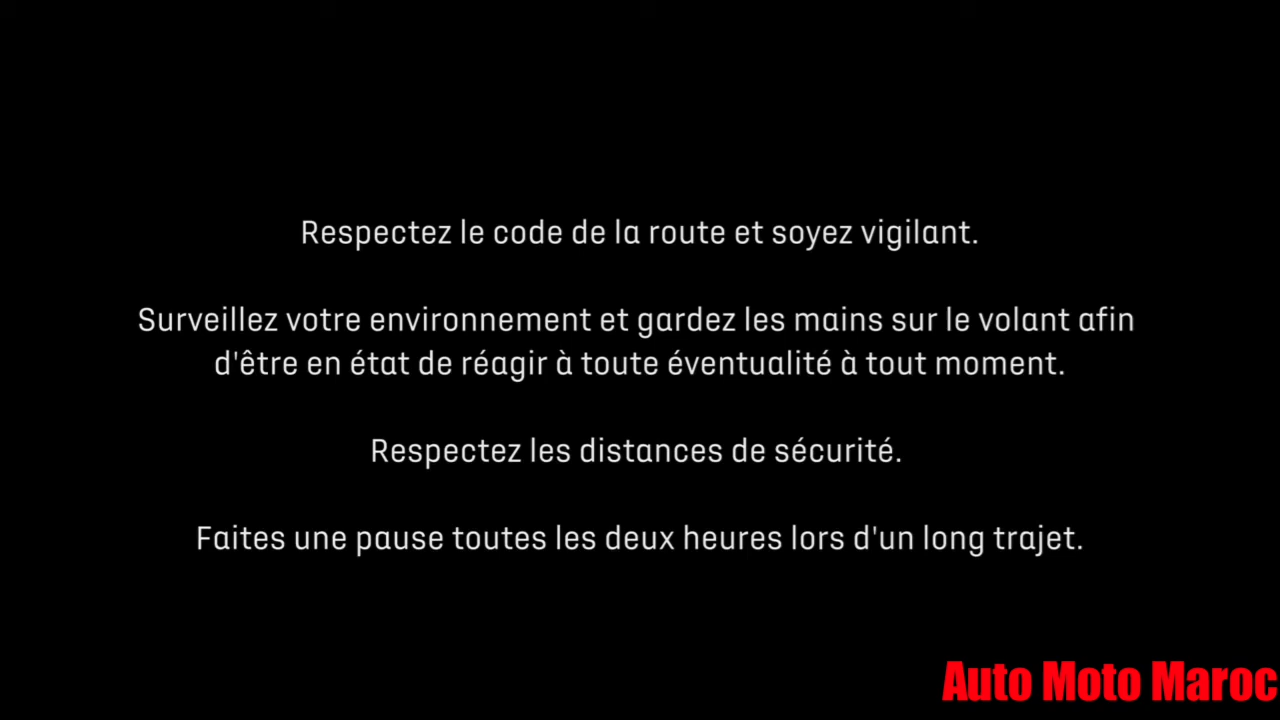 Respectez le code de la route et soyez vigilant.
Surveillez votre environnement et gardez les mains sur le volant afin
d'être en état de réagir à toute éventualité à tout moment.
Respectez les distances de sécurité.
Faites une pause toutes les deux heures lors d'un long trajet.
Auto Moto Maroc